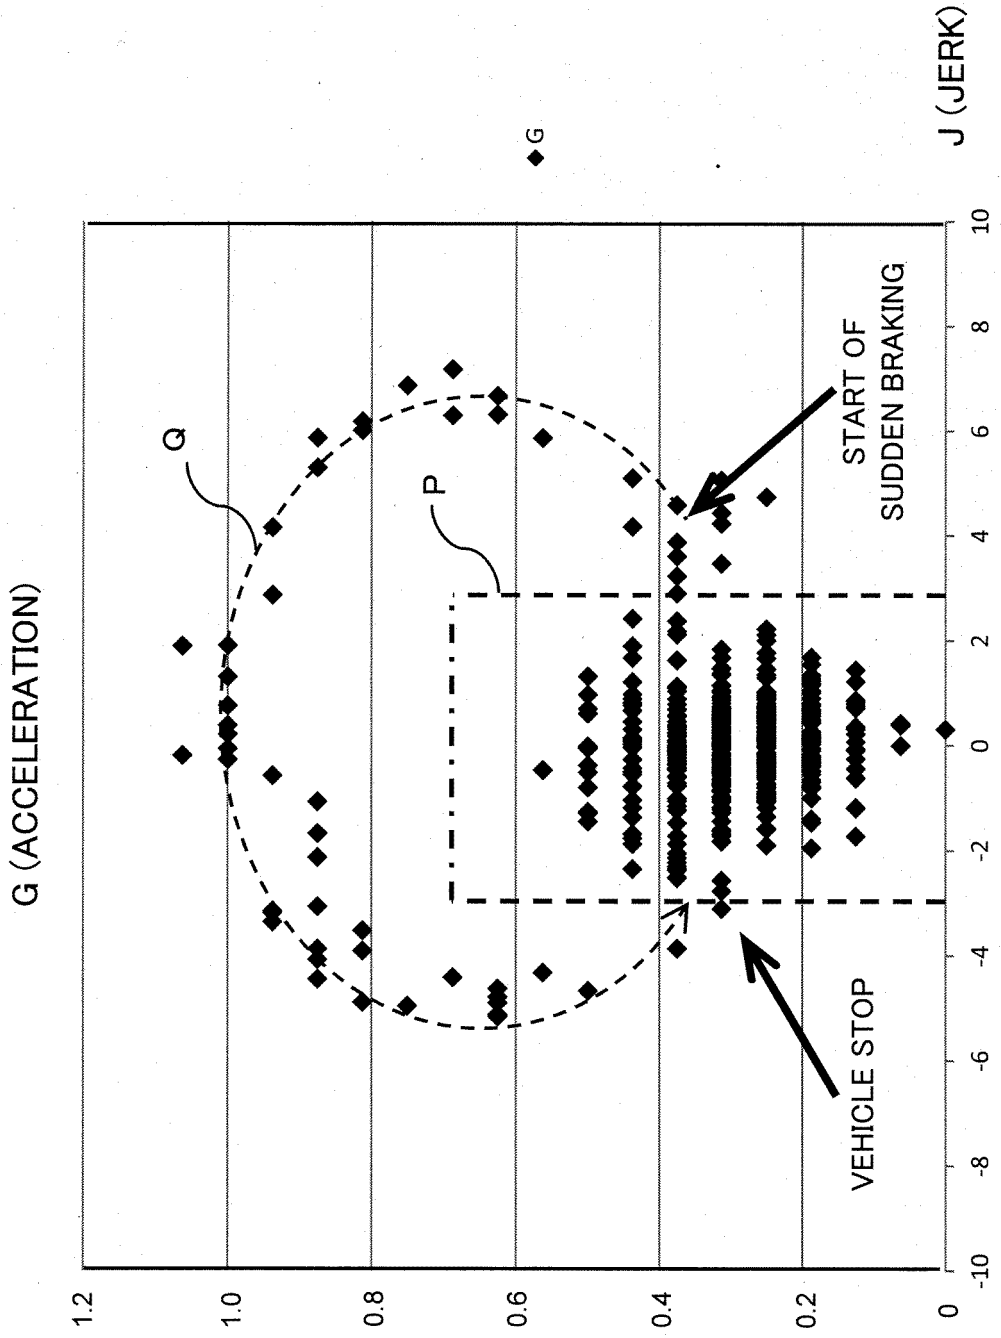 G (ACCELERATION)
1.2
1.0
0.8
0.6
0.4
0.2
0
-10
-8
-6
-4
-2
0
2
4
6
8
10
J (JERK)
Q
P
G
START OF
SUDDEN BRAKING
VEHICLE STOP